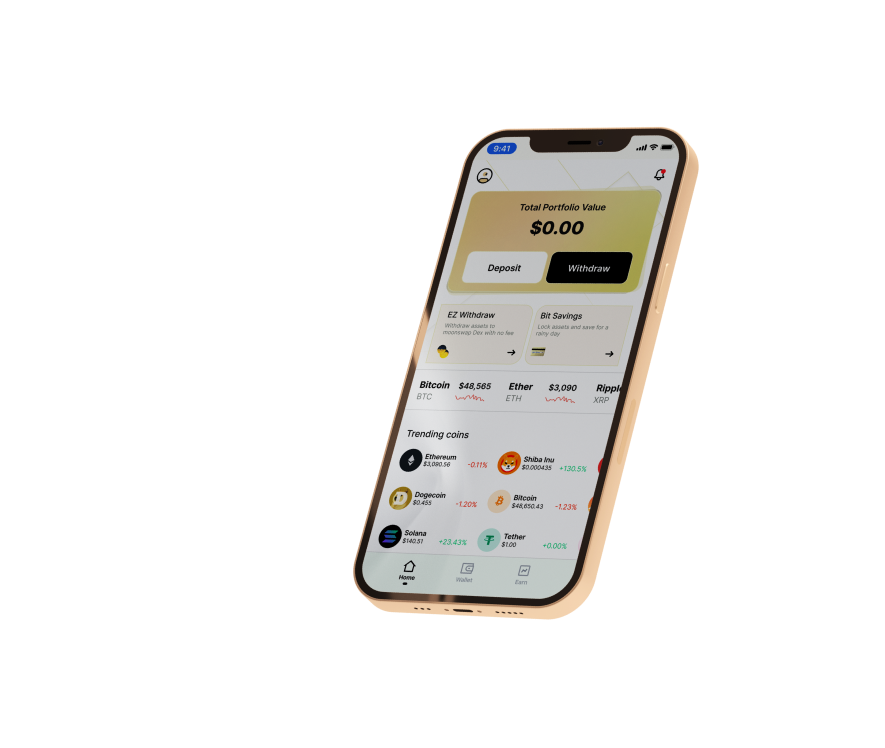 9:41
Total Portfolio Value
$0.00
Deposit Withdraw
EZ Withdraw
Withdraw assets to
moonswap Dex with no fee
Bit Savings
Lock assets and save for a
rainy day
Bitcoin $48,565 Ether $3,090 Ripple
BTC ETH XRP
Trending coins
Ethereum
$3,090.56
-0.11%
Shiba Inu
$0.000435
+130.5%
Dogecoin
$0.455
-1.20%
Bitcoin
$48,650.43
-1.23%
Solana
$140.51
+23.43%
Tether
$1.00
+0.00%
Home Wallet Earn